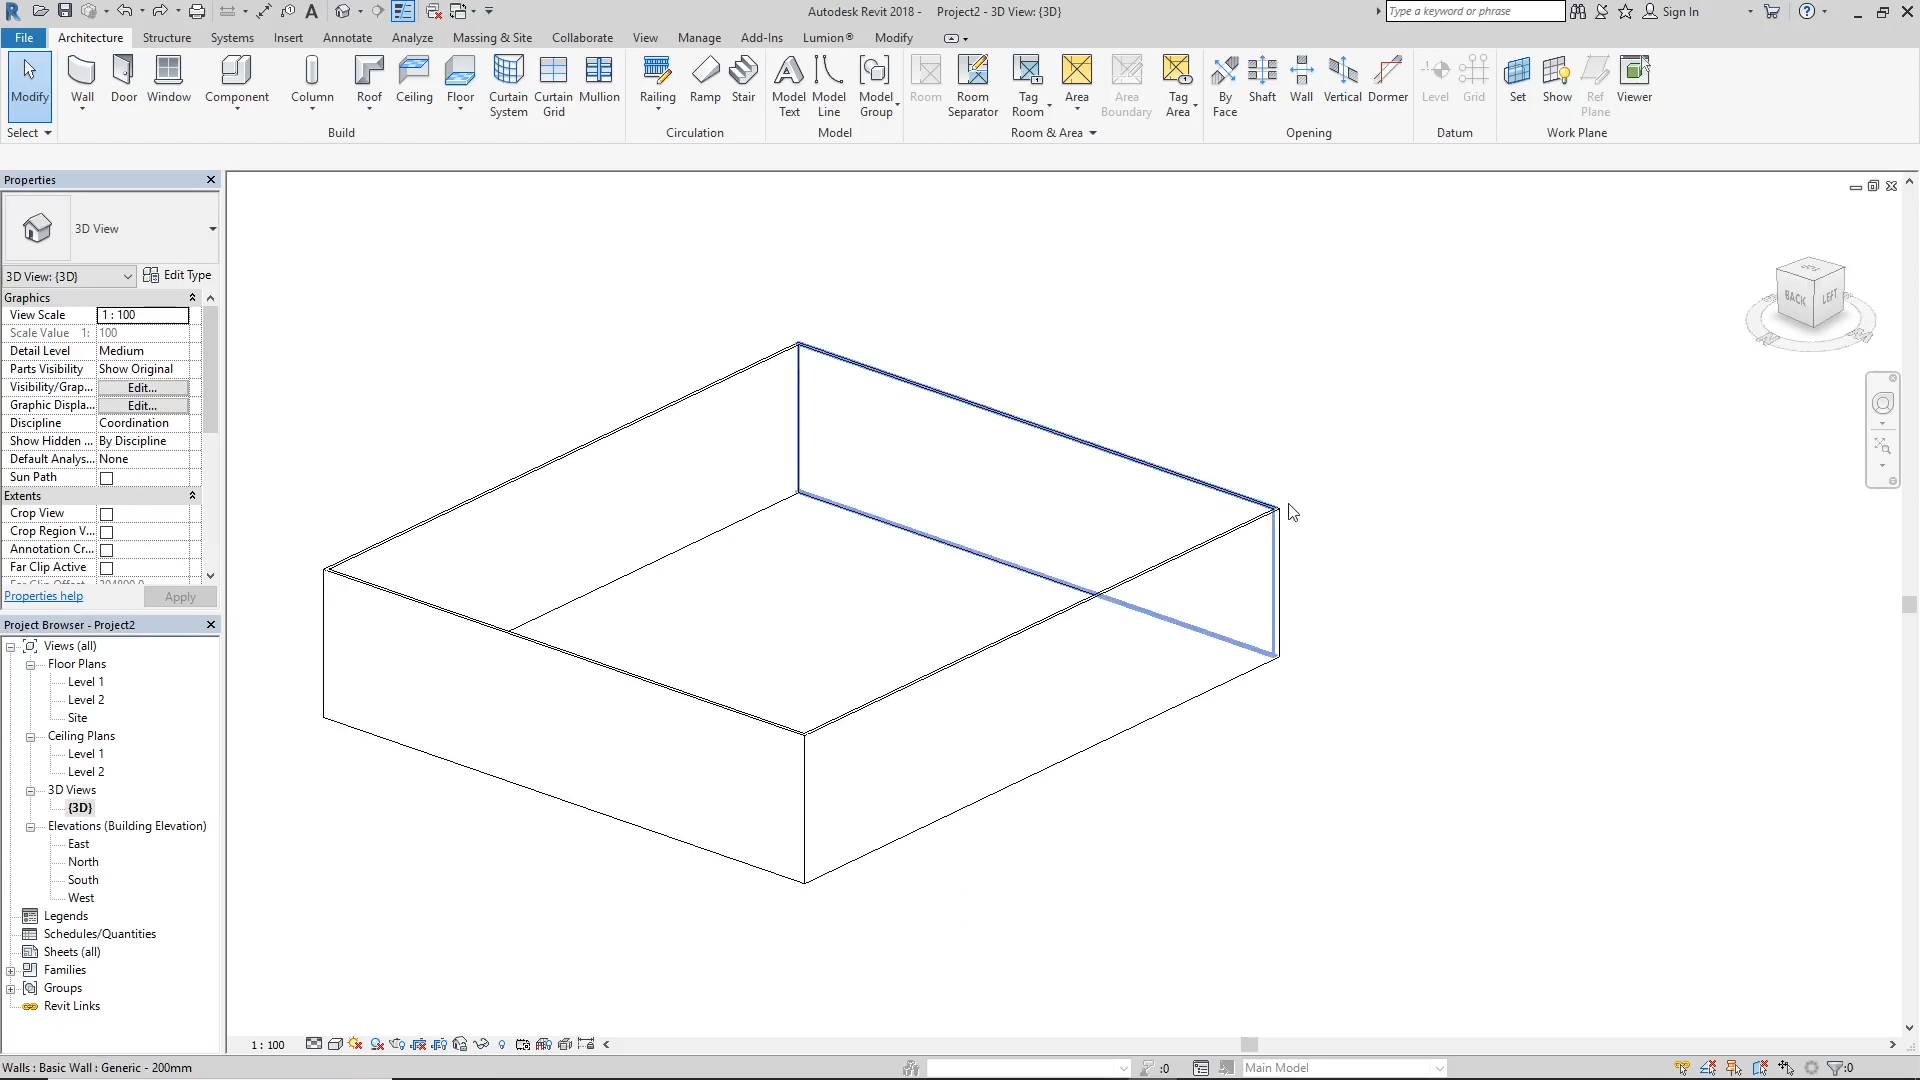 Autodesk Revit 2018 -    Project2 - 3D View: {3D}
Type a keyword or phrase
Sign In
File Architecture Structure Systems Insert Annotate Analyze Massing & Site Collaborate View Manage Add-Ins Lumion® Modify
Modify
Wall
Door
Window
Component
Column
Roof
Ceiling
Floor
Curtain System
Curtain Grid
Mullion
Railing
Ramp
Stair
Model Text
Model Line
Model Group
Room
Room Separator
Tag Room
Area
Area Boundary
Tag Area
By Face
Shaft
Wall
Vertical
Dormer
Level
Grid
Set
Show
Ref Plane
Viewer
Select Build Circulation Model Room & Area Opening Datum Work Plane
Properties
3D View
3D View: {3D} Edit Type
Graphics
View Scale 1 : 100
Scale Value 1: 100
Detail Level Medium
Parts Visibility Show Original
Visibility/Grap... Edit...
Graphic Displa... Edit...
Discipline Coordination
Show Hidden ... By Discipline
Default Analys... None
Sun Path
Extents
Crop View
Crop Region V...
Annotation Cr...
Far Clip Active
Properties help Apply
Project Browser - Project2
Views (all)
Floor Plans
Level 1
Level 2
Site
Ceiling Plans
Level 1
Level 2
3D Views
{3D}
Elevations (Building Elevation)
East
North
South
West
Legends
Schedules/Quantities
Sheets (all)
Families
Groups
Revit Links
BACK LEFT
1 : 100
Walls : Basic Wall : Generic - 200mm
:0
Main Model
:0